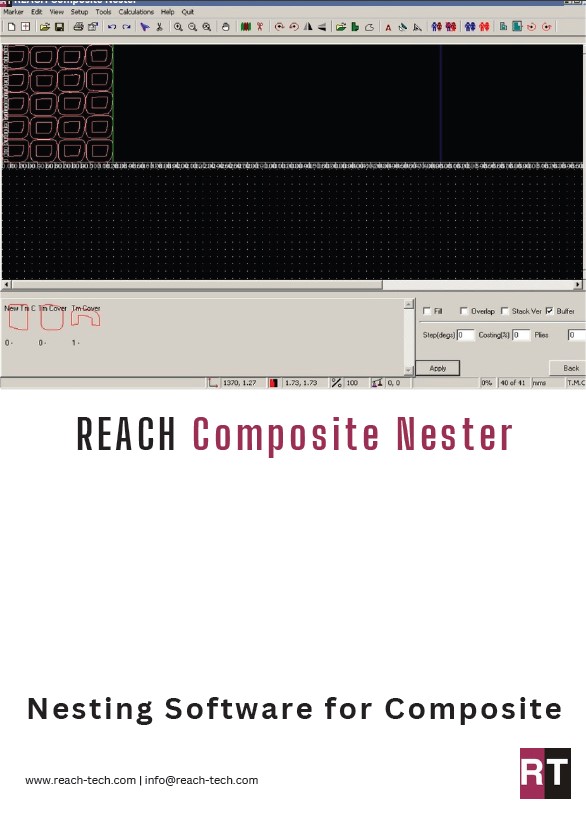 REACH Composite Nester
Marker Edit View Setup Tools Calculations Help Quit
New Tm C Tm Cover Tm Cover
0 - 0 - 1 -
Fill Overlap Stack Ver Buffer
Step(degs) 0 Costing(%) 0 Plies 0
Apply Back
1370, 1.27 1.73, 1.73 100 0, 0 0% 40 of 41 mms T.M.C
REACH Composite Nester
Nesting Software for Composite
RT
www.reach-tech.com | info@reach-tech.com